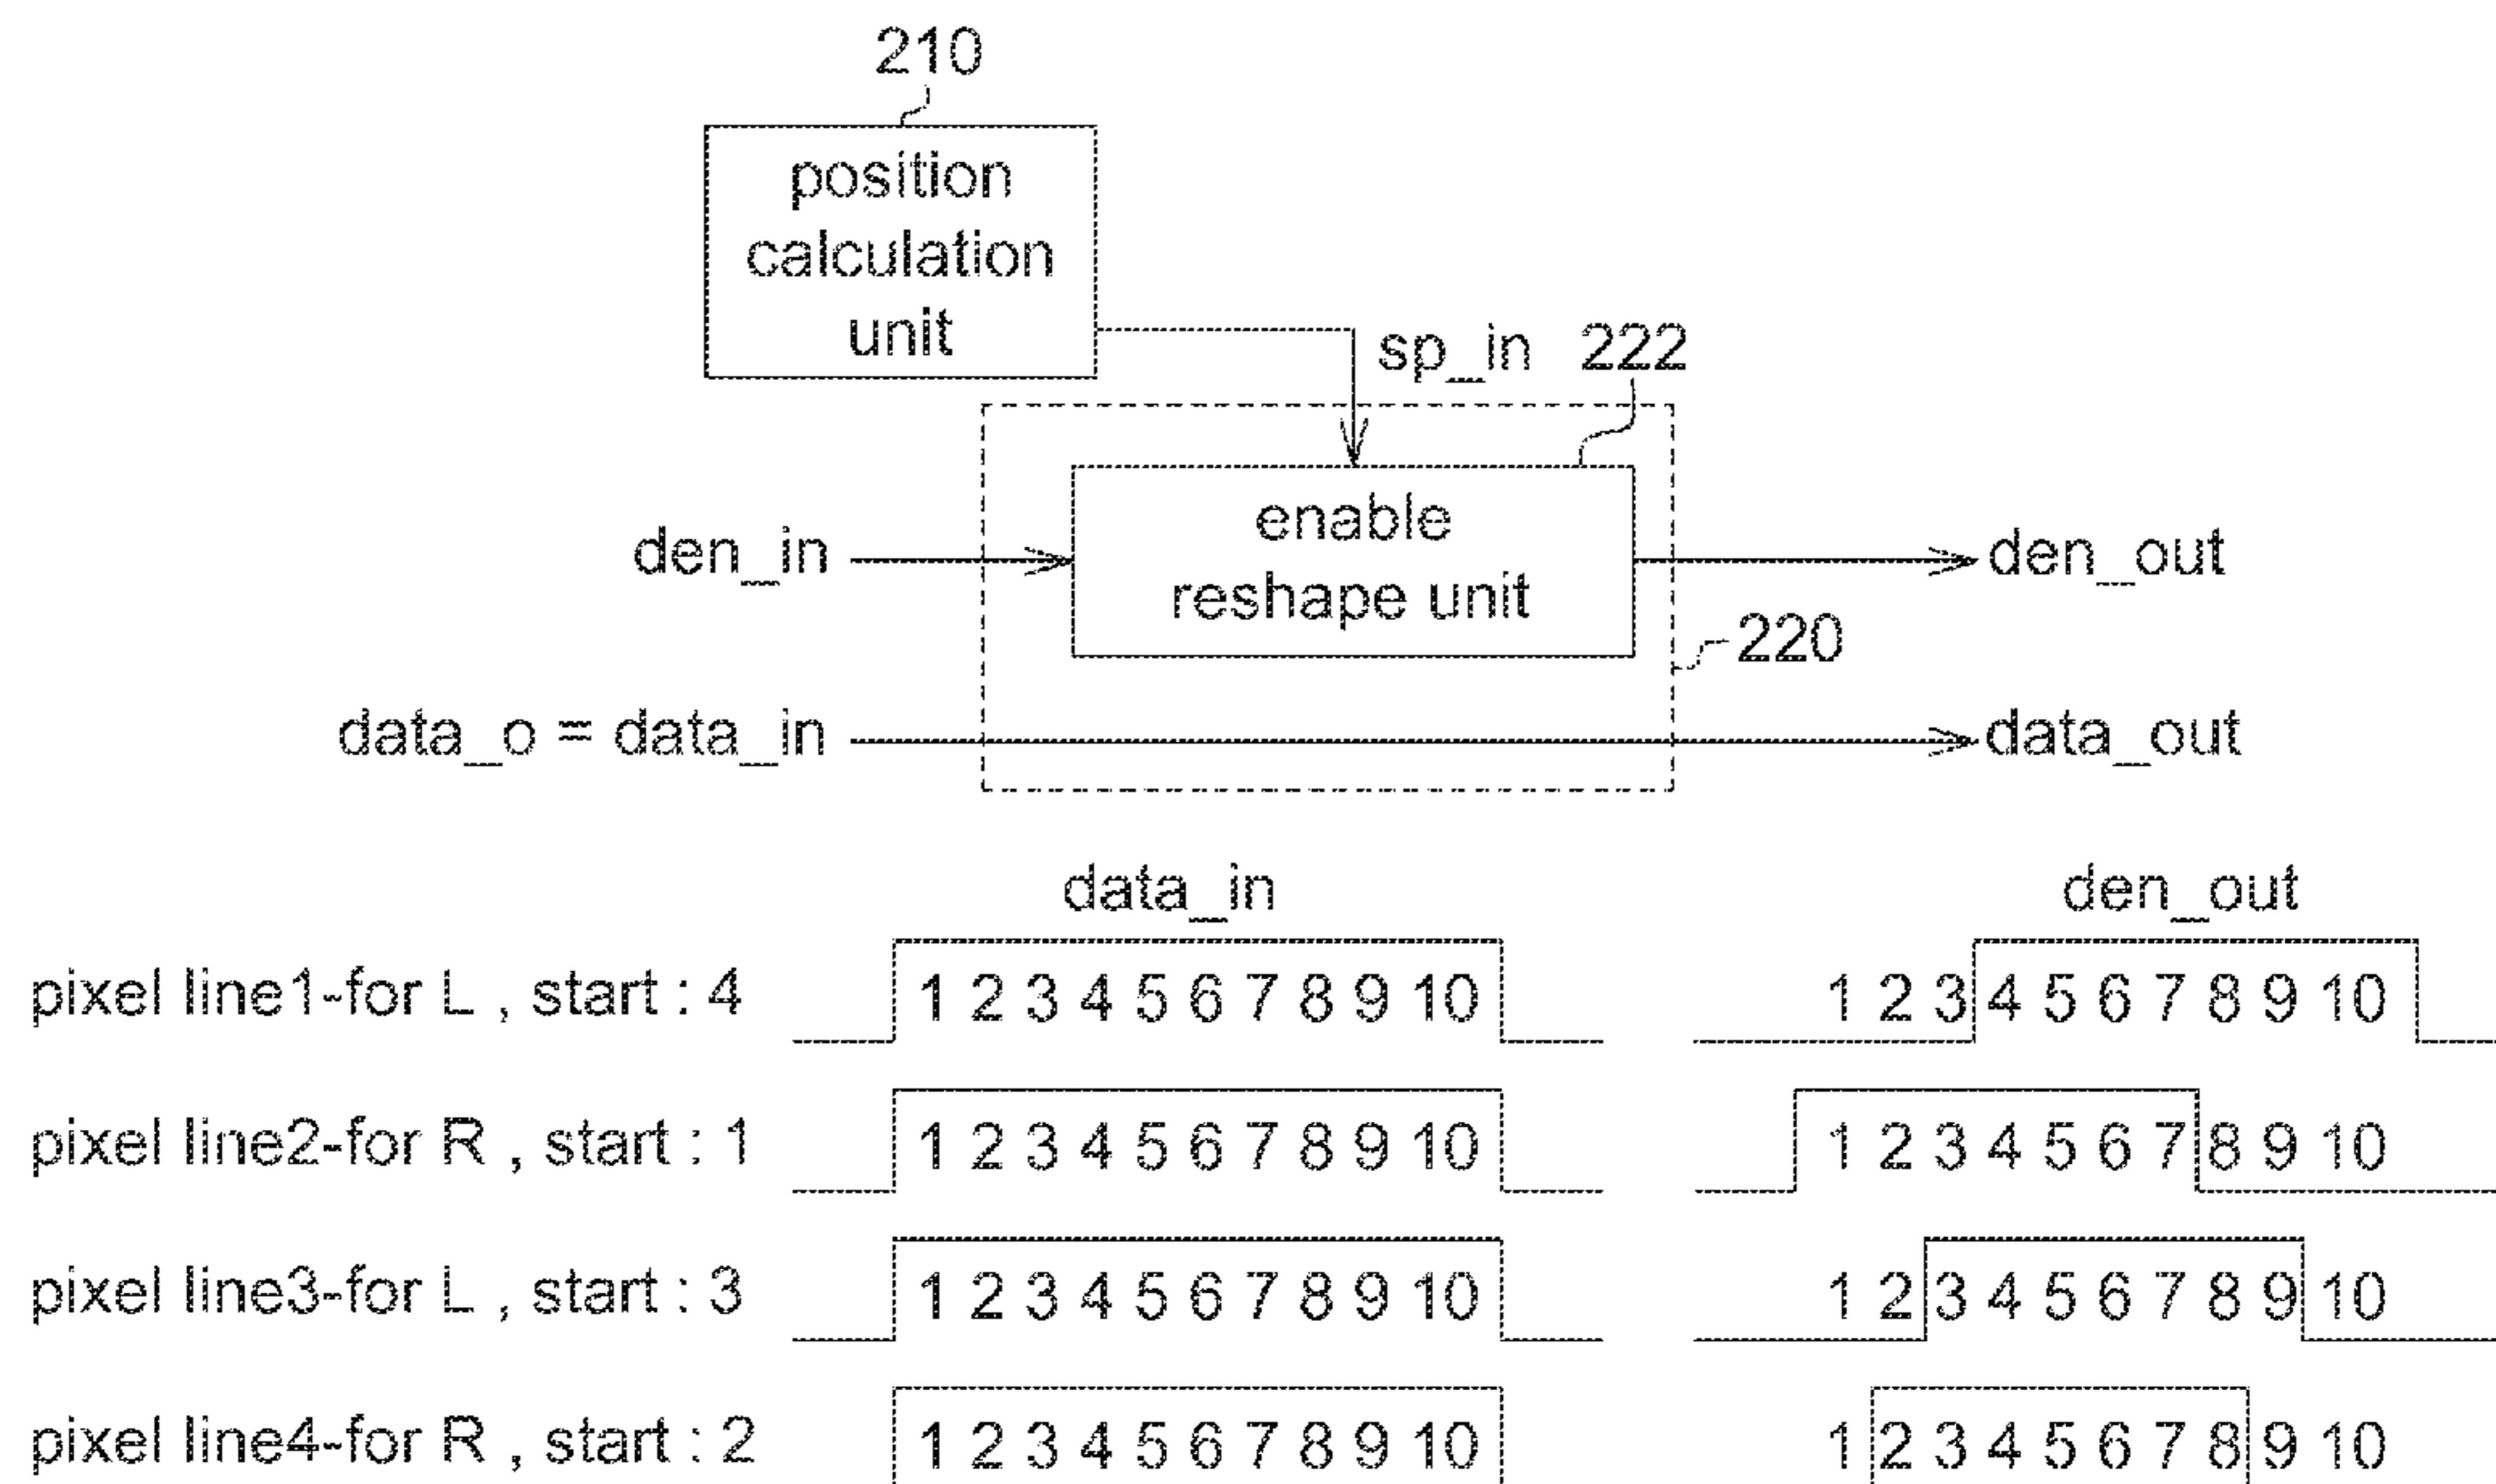 210
position
calculation
unit
sp_in 222
enable
reshape unit
den_in
den_out
220
data_o = data_in
data_out
data_in
den_out
pixel line1-for L , start : 4 1 2 3 4 5 6 7 8 9 10 1 2 3 4 5 6 7 8 9 10
pixel line2-for R , start : 1 1 2 3 4 5 6 7 8 9 10 1 2 3 4 5 6 7 8 9 10
pixel line3-for L , start : 3 1 2 3 4 5 6 7 8 9 10 1 2 3 4 5 6 7 8 9 10
pixel line4-for R , start : 2 1 2 3 4 5 6 7 8 9 10 1 2 3 4 5 6 7 8 9 10